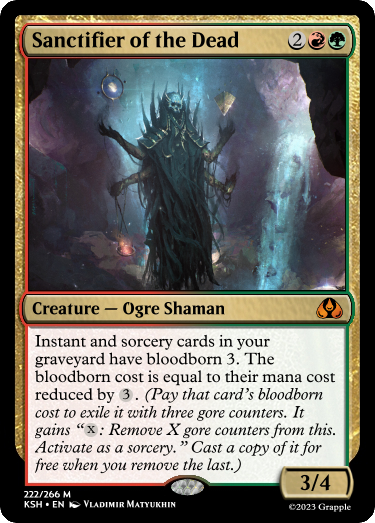 Sanctifier of the Dead 2
Creature — Ogre Shaman
Instant and sorcery cards in your
graveyard have bloodborn 3. The
bloodborn cost is equal to their mana cost
reduced by 3. (Pay that card's bloodborn
cost to exile it with three gore counters. It
gains “X: Remove X gore counters from this.
Activate as a sorcery.” Cast a copy of it for
free when you remove the last.)
3/4
222/266 M
KSH • EN Vladimir Matyukhin
©2023 Grapple